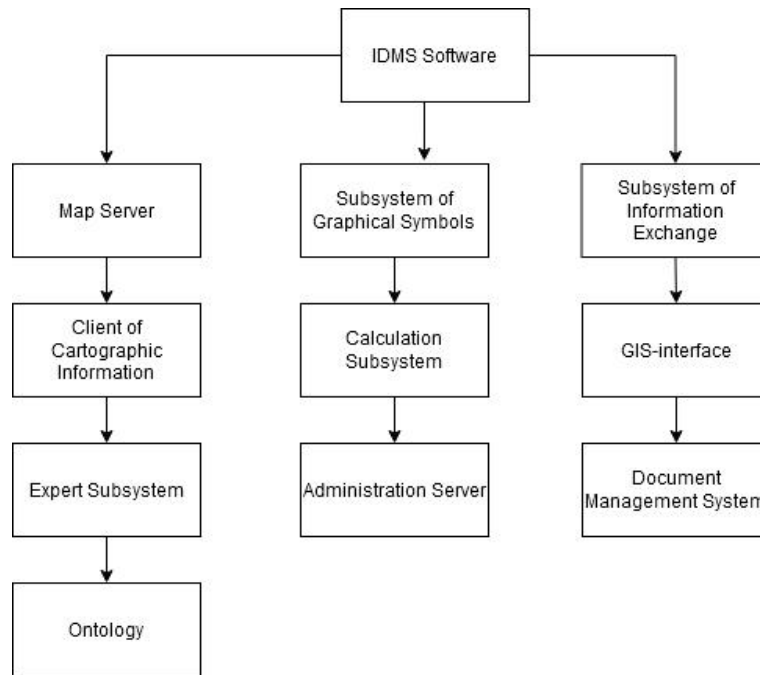 IDMS Software
Map Server
Subsystem of
Graphical Symbols
Subsystem of
Information
Exchange
Client of
Cartographic
Information
Calculation
Subsystem
GIS-interface
Expert Subsystem
Administration Server
Document
Management System
Ontology